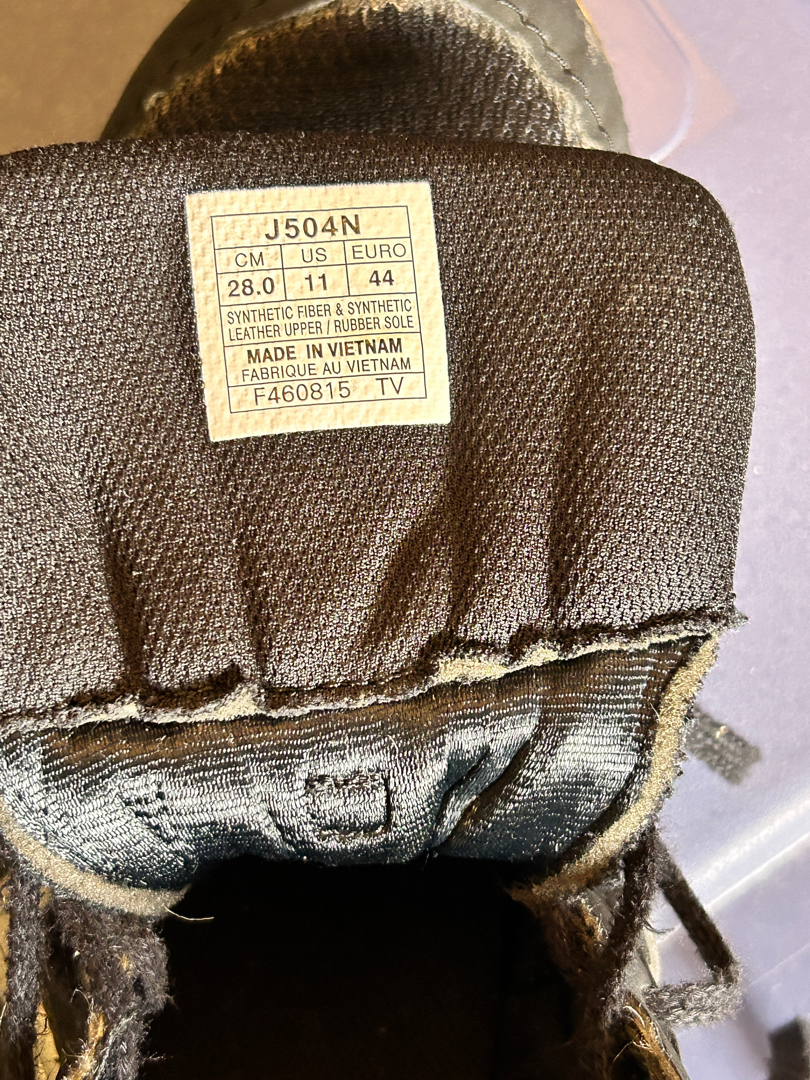 J504N
CM US EURO
28.0 11 44
SYNTHETIC FIBER & SYNTHETIC
LEATHER UPPER / RUBBER SOLE
MADE IN VIETNAM
FABRIQUE AU VIETNAM
F460815 TV